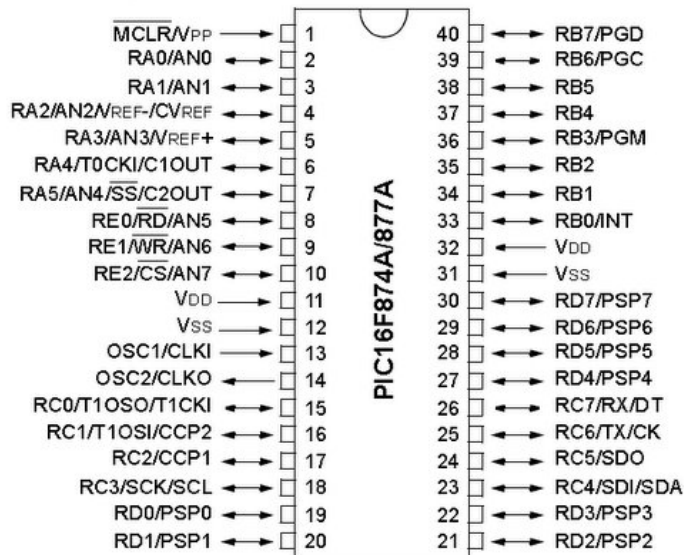 MCLR/VPP 1 40 RB7/PGD
RA0/AN0 2 39 RB6/PGC
RA1/AN1 3 38 RB5
RA2/AN2/VREF-/CVREF 4 37 RB4
RA3/AN3/VREF+ 5 36 RB3/PGM
RA4/T0CKI/C1OUT 6 35 RB2
RA5/AN4/SS/C2OUT 7 34 RB1
RE0/RD/AN5 8 33 RB0/INT
RE1/WR/AN6 9 32 VDD
RE2/CS/AN7 10 31 VSS
VDD 11 30 RD7/PSP7
VSS 12 29 RD6/PSP6
OSC1/CLKI 13 28 RD5/PSP5
OSC2/CLKO 14 27 RD4/PSP4
RC0/T1OSO/T1CKI 15 26 RC7/RX/DT
RC1/T1OSI/CCP2 16 25 RC6/TX/CK
RC2/CCP1 17 24 RC5/SDO
RC3/SCK/SCL 18 23 RC4/SDI/SDA
RD0/PSP0 19 22 RD3/PSP3
RD1/PSP1 20 21 RD2/PSP2
PIC16F874A/877A